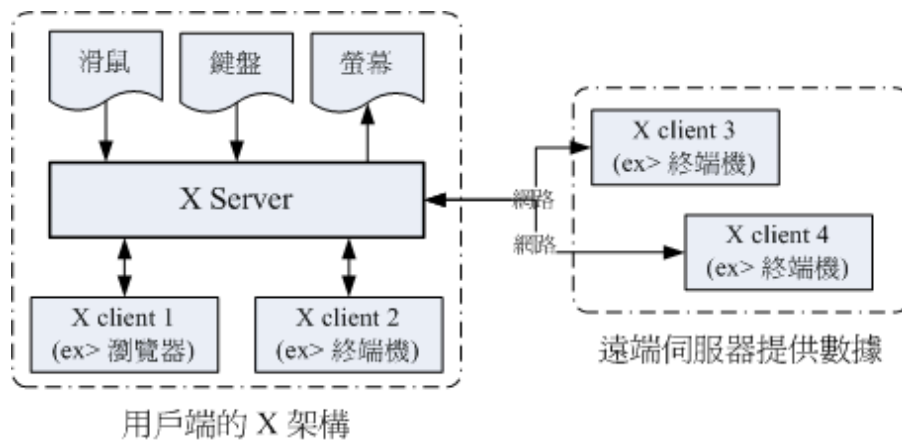 滑鼠
鍵盤
螢幕
X Server
X client 1
(ex> 瀏覽器)
X client 2
(ex> 終端機)
用戶端的 X 架構
網路
網路
X client 3
(ex> 終端機)
X client 4
(ex> 終端機)
遠端伺服器提供數據